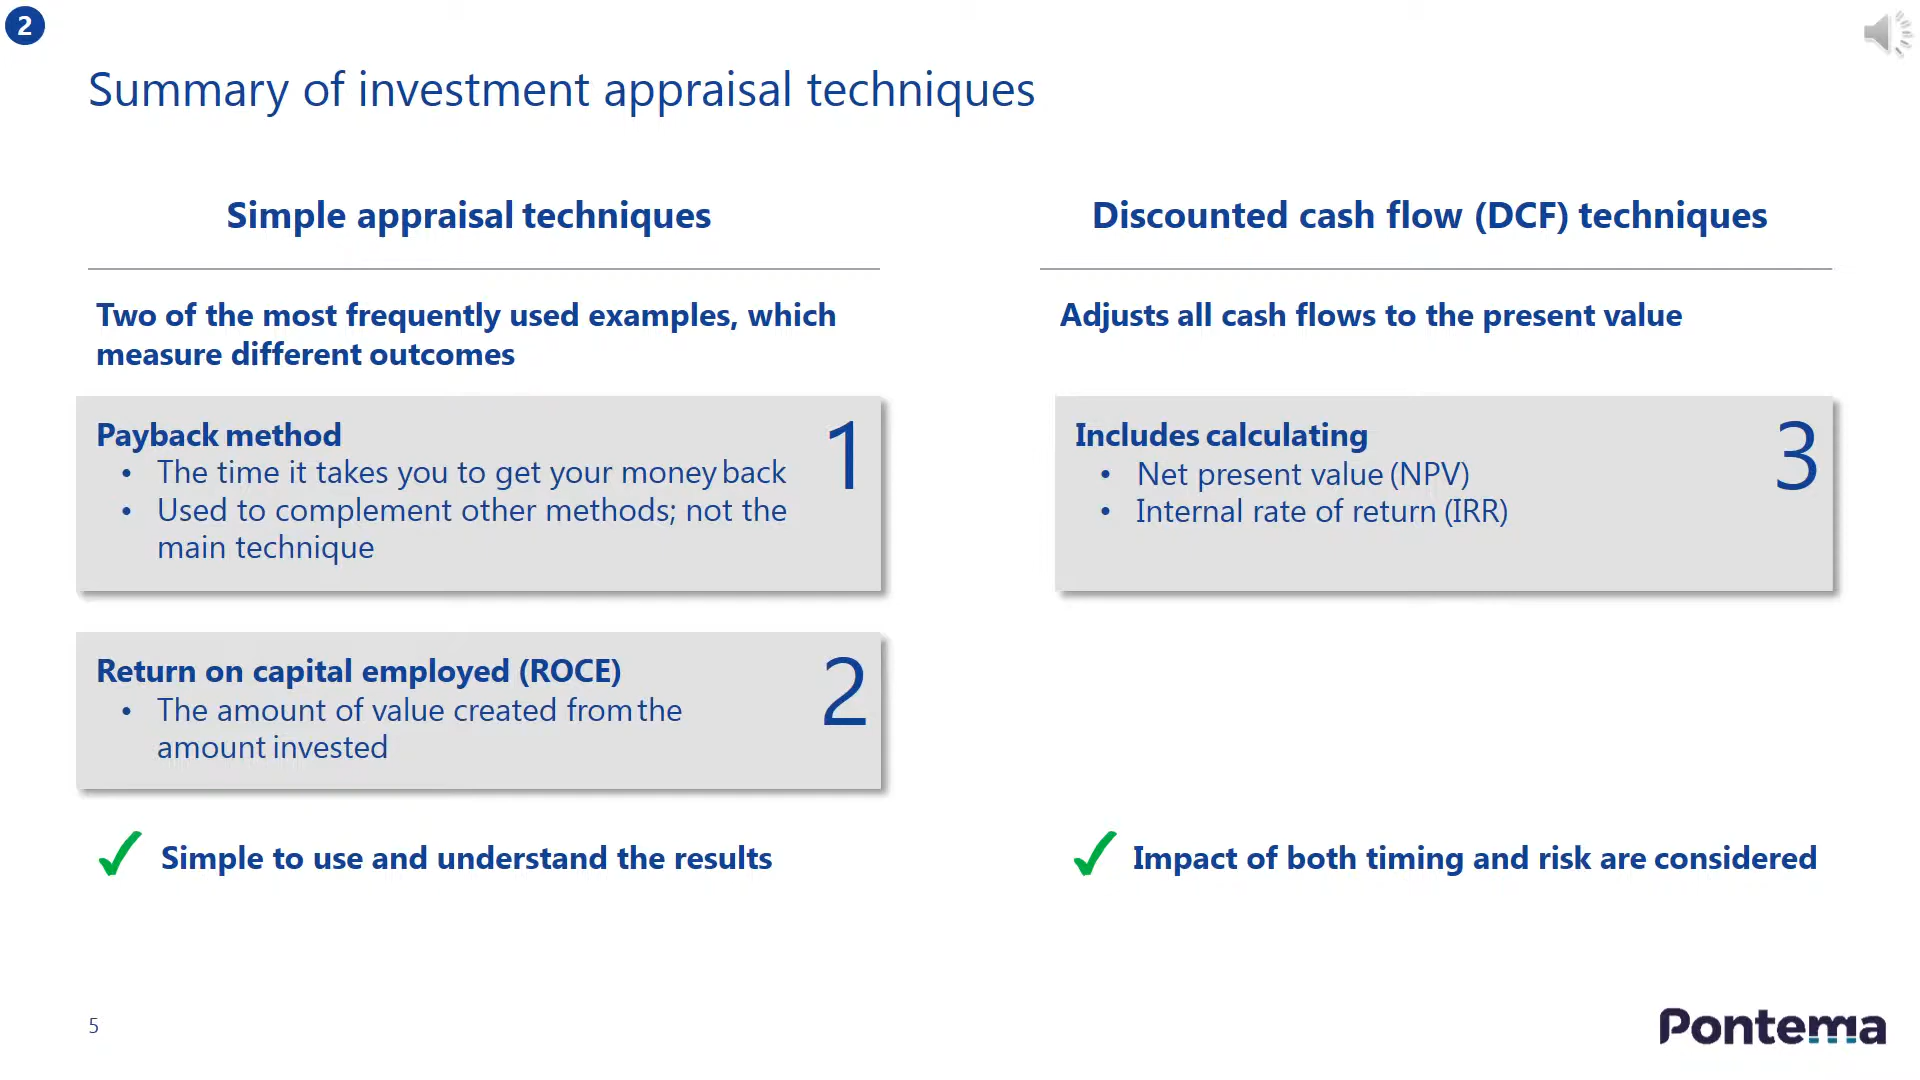 2
Summary of investment appraisal techniques
Simple appraisal techniques
Two of the most frequently used examples, which
measure different outcomes
Payback method
1
• The time it takes you to get your money back
• Used to complement other methods; not the
main technique
Return on capital employed (ROCE)
2
• The amount of value created from the
amount invested
Simple to use and understand the results
Discounted cash flow (DCF) techniques
Adjusts all cash flows to the present value
Includes calculating
3
• Net present value (NPV)
• Internal rate of return (IRR)
Impact of both timing and risk are considered
5
Pontema